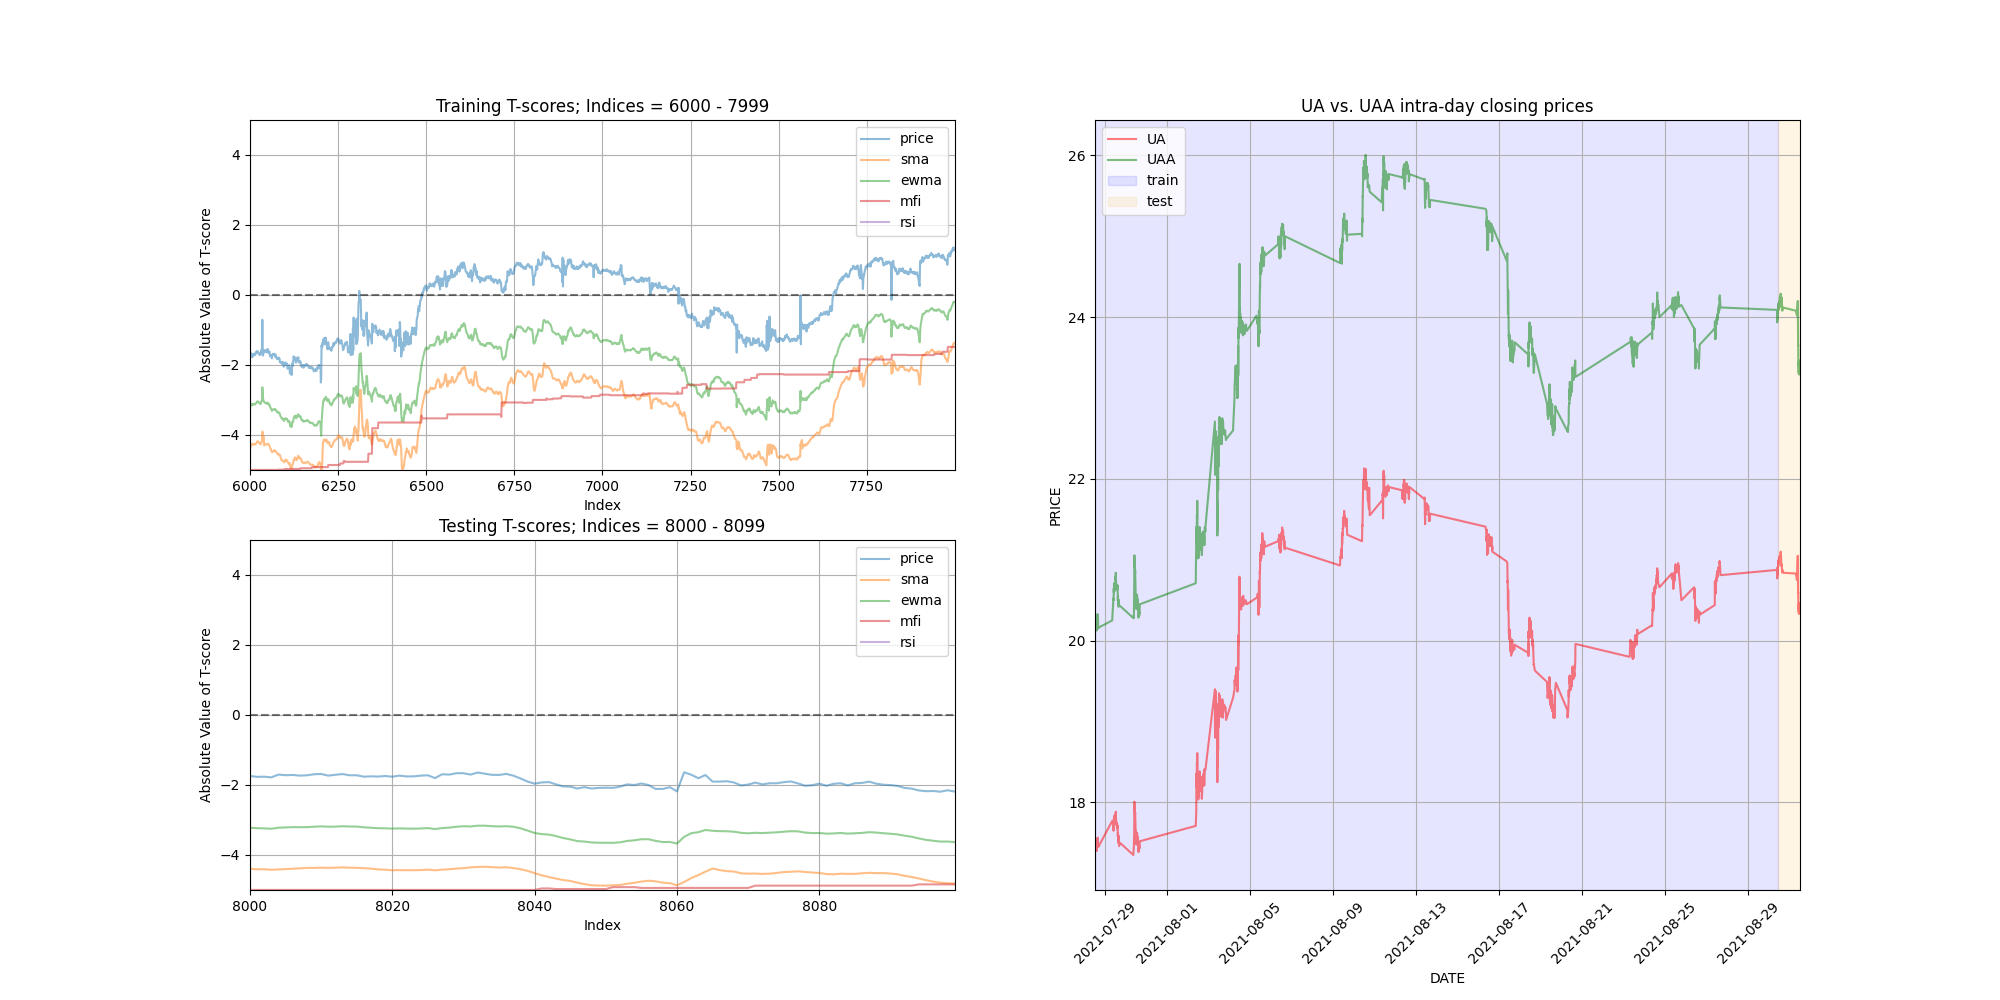 Training T-scores; Indices = 6000 - 7999
Absolute Value of T-score
4
2
0
−2
−4
price
sma
ewma
mfi
rsi
6000 6250 6500 6750 7000 7250 7500 7750
Index
Testing T-scores; Indices = 8000 - 8099
Absolute Value of T-score
4
2
0
−2
−4
price
sma
ewma
mfi
rsi
8000 8020 8040 8060 8080
Index
UA vs. UAA intra-day closing prices
PRICE
26
24
22
20
18
UA
UAA
train
test
2021-07-29 2021-08-01 2021-08-05 2021-08-09 2021-08-13 2021-08-17 2021-08-21 2021-08-25 2021-08-29
DATE